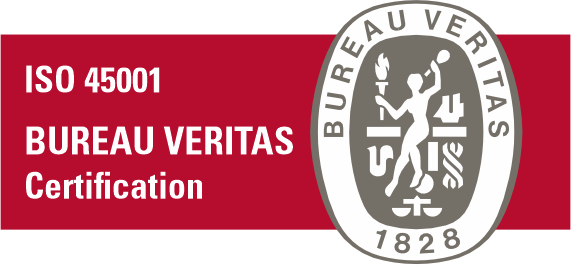 ISO 45001
BUREAU VERITAS
Certification
BUREAU VERITAS
1828